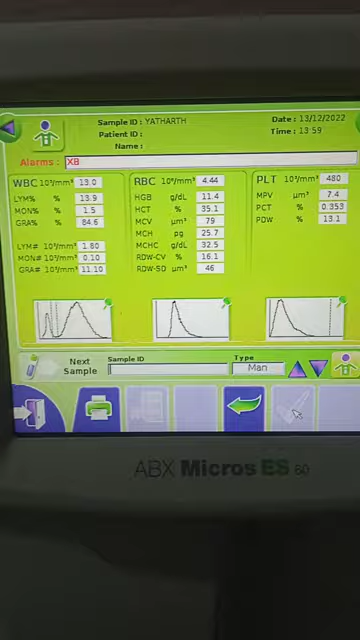 Sample ID : YATHARTH
Date : 13/12/2022
Patient ID :
Time : 13:59
Name :
Alarms : XB
WBC 10³/mm³ 13.0
LYM% % 13.9
MON% % 1.5
GRA% % 84.6
LYM# 10³/mm³ 1.80
MON# 10³/mm³ 0.10
GRA# 10³/mm³ 11.10
RBC 10⁶/mm³ 4.44
HGB g/dL 11.4
HCT % 35.1
MCV µm³ 79
MCH pg 25.7
MCHC g/dL 32.5
RDW-CV % 16.1
RDW-SD µm³ 46
PLT 10³/mm³ 480
MPV µm³ 7.4
PCT % 0.353
PDW % 13.1
Next Sample
Sample ID
Type
Man
ABX Micros ES 60